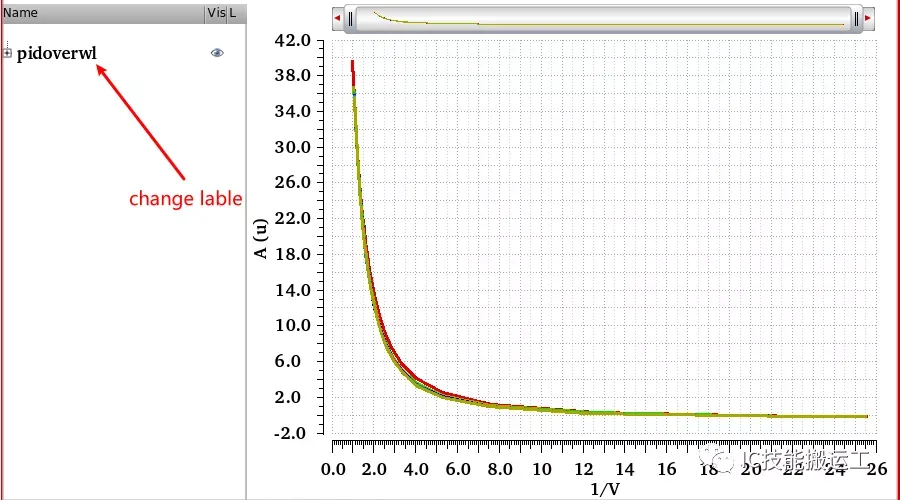 Name Vis L
pidoverwl
change lable
42.0
38.0
34.0
30.0
26.0
22.0
18.0
14.0
10.0
6.0
2.0
-2.0
A (u)
0.0 2.0 4.0 6.0 8.0 10 12 14 16 18 20 22 24 26
1/V
IC技能搬运工